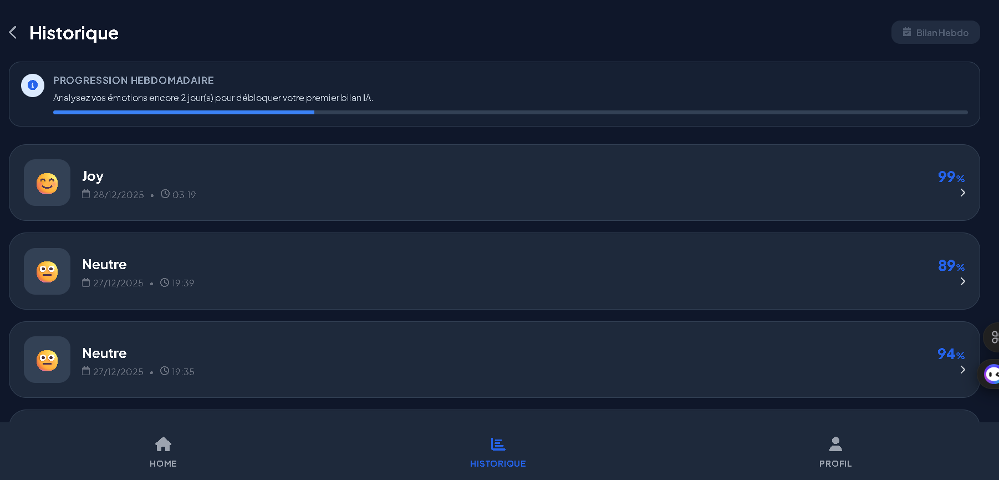 Historique
Bilan Hebdo
PROGRESSION HEBDOMADAIRE
Analysez vos émotions encore 2 jour(s) pour débloquer votre premier bilan IA.
Joy
28/12/2025 • 03:19
99%
Neutre
27/12/2025 • 19:39
89%
Neutre
27/12/2025 • 19:35
94%
HOME
HISTORIQUE
PROFIL